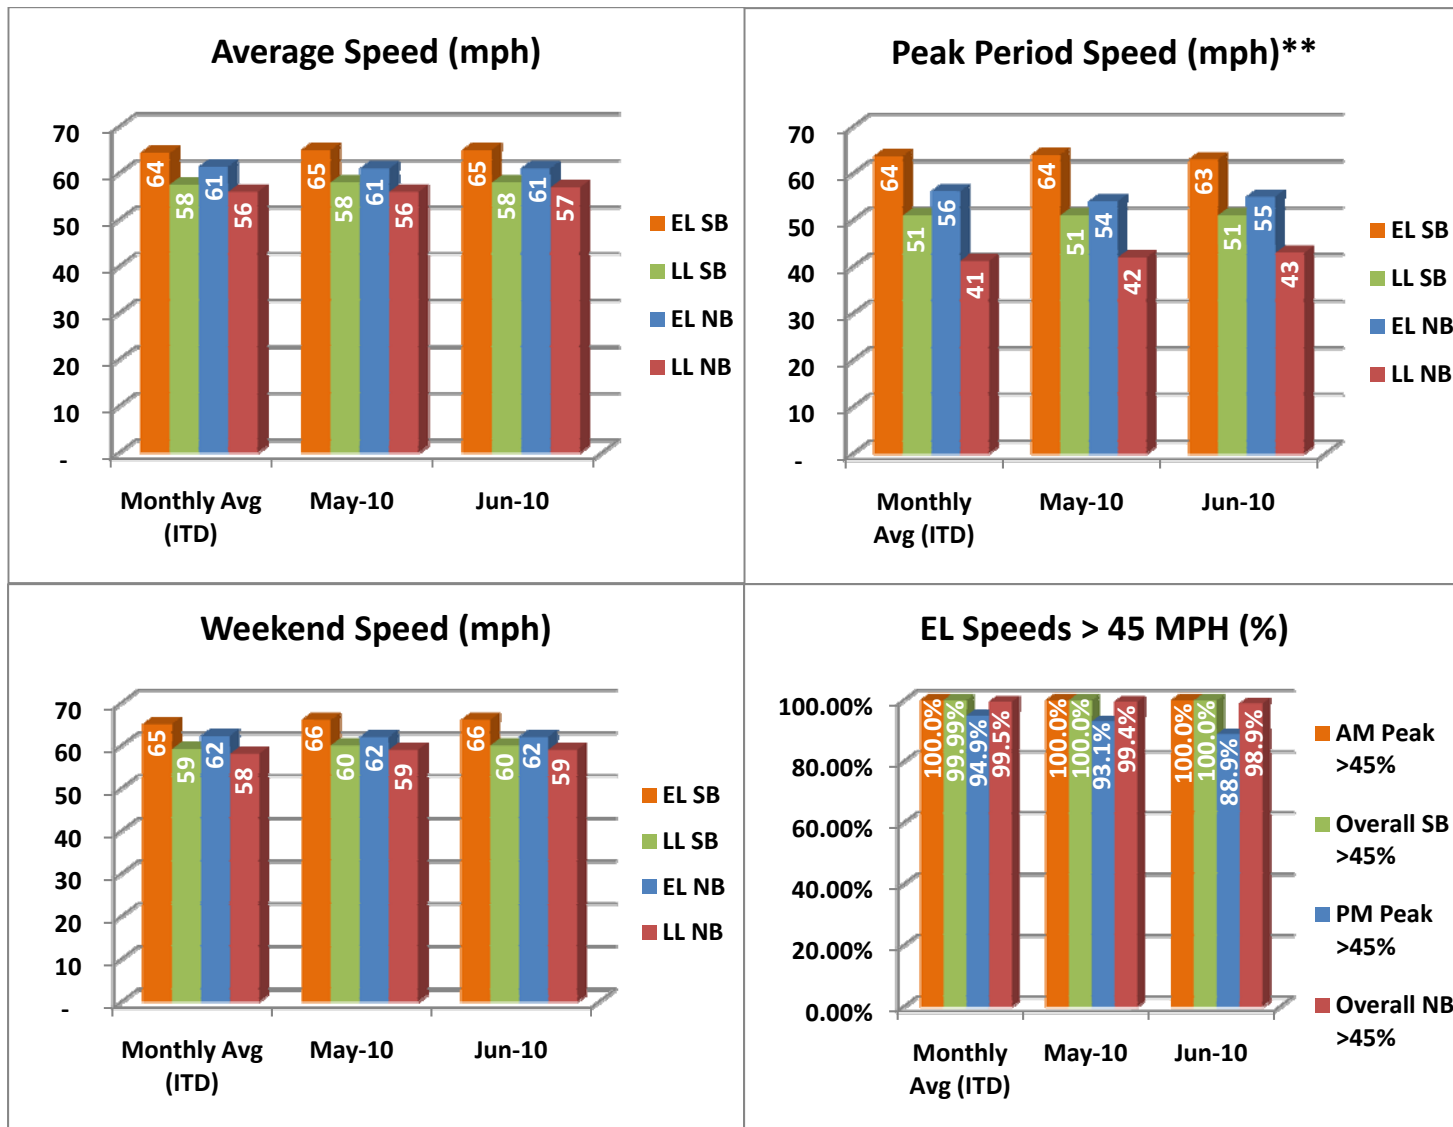 Average Speed (mph)
70
60
50
40
30
20
10
-
64
58
61
56
65
58
61
56
65
58
61
57
Monthly Avg
(ITD)
May-10
Jun-10
EL SB
LL SB
EL NB
LL NB
Peak Period Speed (mph)**
70
60
50
40
30
20
10
-
64
51
56
41
64
51
54
42
63
51
55
43
Monthly
Avg (ITD)
May-10
Jun-10
EL SB
LL SB
EL NB
LL NB
Weekend Speed (mph)
70
60
50
40
30
20
10
-
65
59
62
58
66
60
62
59
66
60
62
59
Monthly Avg
(ITD)
May-10
Jun-10
EL SB
LL SB
EL NB
LL NB
EL Speeds > 45 MPH (%)
100.00%
80.00%
60.00%
40.00%
20.00%
0.00%
100.0%
99.99%
94.9%
99.5%
100.0%
100.0%
93.1%
99.4%
100.0%
100.0%
88.9%
98.9%
Monthly
Avg (ITD)
May-10
Jun-10
AM Peak
>45%
Overall SB
>45%
PM Peak
>45%
Overall NB
>45%